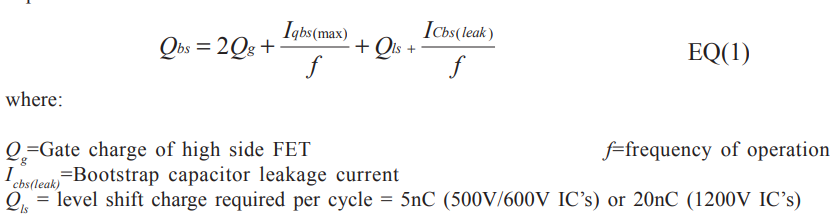 Qbs = 2Qg + Iqbs(max)/f + Qls + ICbs(leak)/f EQ(1)
where:
Qg=Gate charge of high side FET f=frequency of operation
Icbs(leak)=Bootstrap capacitor leakage current
Qls = level shift charge required per cycle = 5nC (500V/600V IC's) or 20nC (1200V IC's)